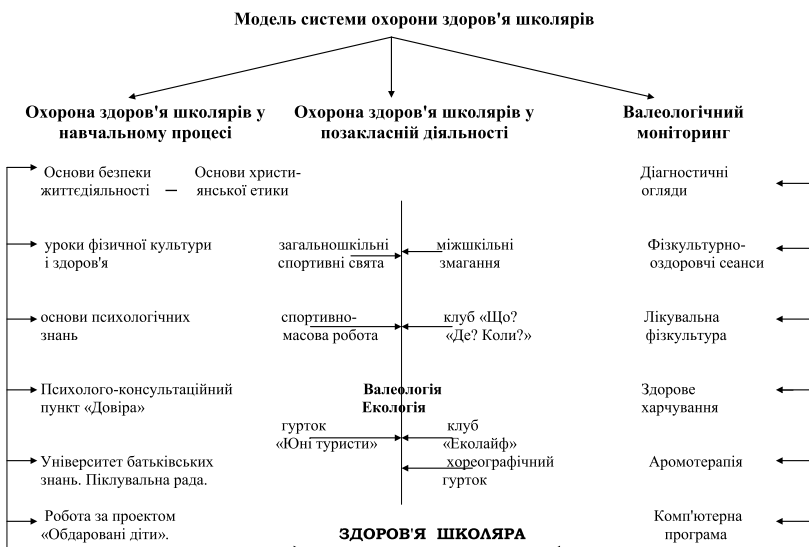 Модель системи охорони здоров'я школярів
Охорона здоров'я школярів у
навчальному процесі
Охорона здоров'я школярів у
позакласній діяльності
Валеологічний
моніторинг
Основи безпеки
життєдіяльності –
Основи христи-
янської етики
Діагностичні
огляди
уроки фізичної культури
і здоров'я
загальношкільні
спортивні свята
міжшкільні
змагання
Фізкультурно-
оздоровчі сеанси
основи психологічних
знань
спортивно-
масова робота
клуб «Що?
«Де? Коли?»
Лікувальна
фізкультура
Психолого-консультаційний
пункт «Довіра»
Валеологія
Екологія
Здорове
харчування
гурток
«Юні туристи»
клуб
«Еколайф»
хореографічний
гурток
Університет батьківських
знань. Піклувальна рада.
Аромотерапія
Робота за проектом
«Обдаровані діти».
ЗДОРОВ'Я ШКОЛЯРА
Комп'ютерна
програма